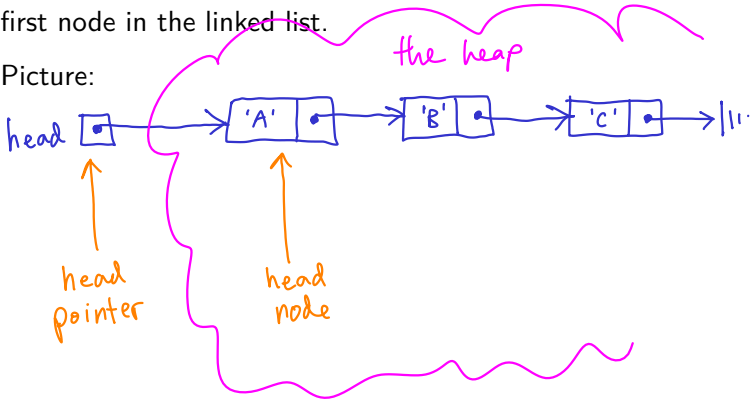 first node in the linked list.
the heap
Picture:
head
'A'
'B'
'C'
head
pointer
head
node